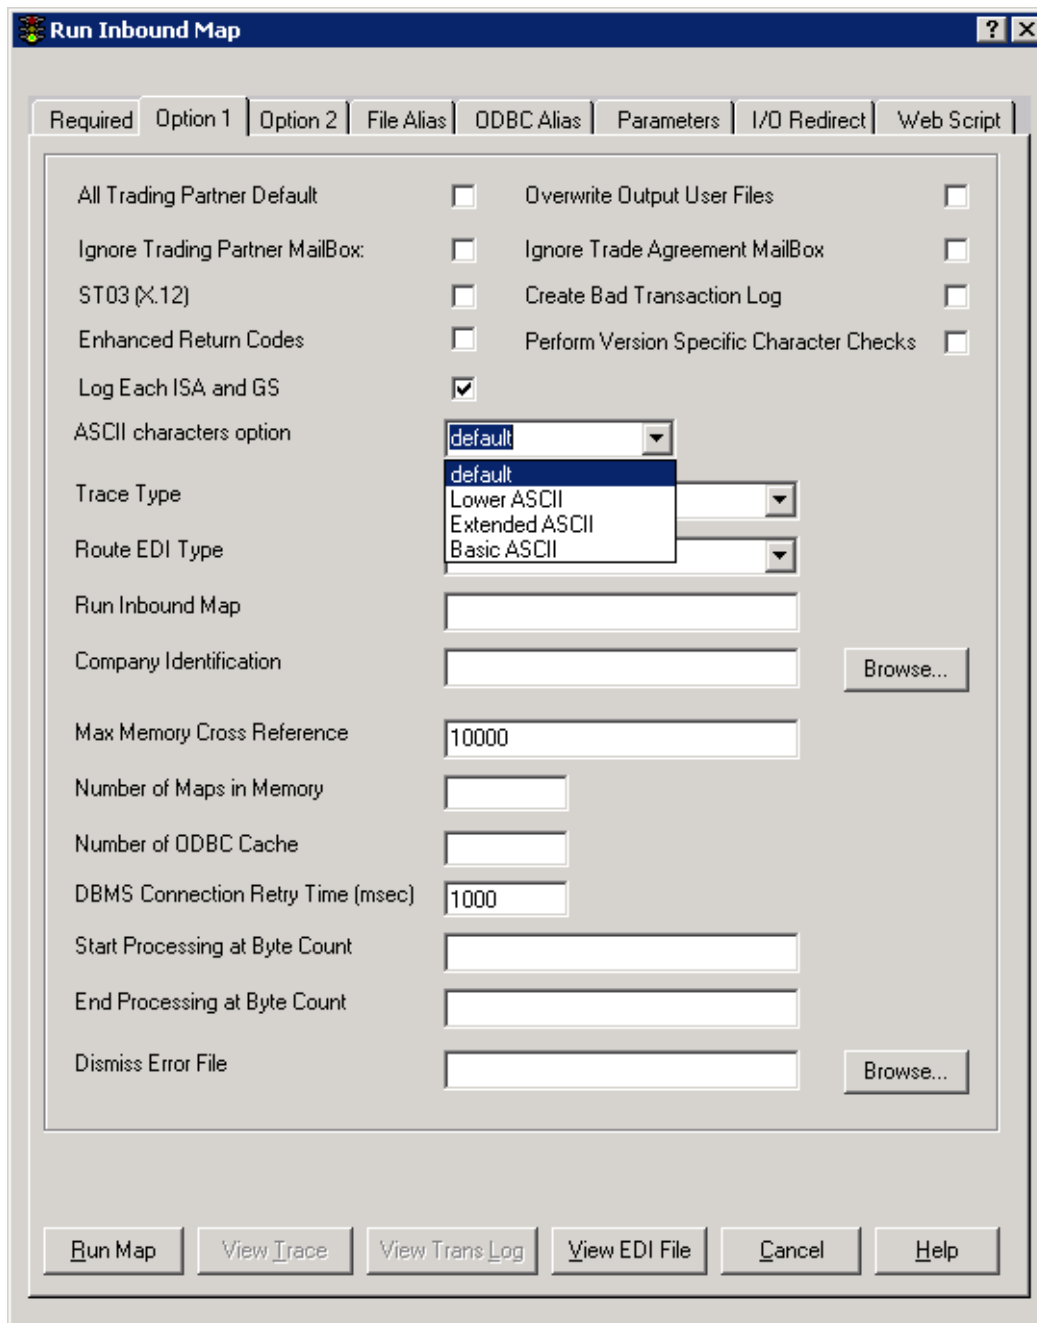 Run Inbound Map
Required Option 1 Option 2 File Alias ODBC Alias Parameters I/O Redirect Web Script
All Trading Partner Default Overwrite Output User Files
Ignore Trading Partner MailBox: Ignore Trade Agreement MailBox
ST03 (X.12) Create Bad Transaction Log
Enhanced Return Codes Perform Version Specific Character Checks
Log Each ISA and GS
ASCII characters option default
default
Trace Type Lower ASCII
Extended ASCII
Route EDI Type Basic ASCII
Run Inbound Map
Company Identification Browse...
Max Memory Cross Reference 10000
Number of Maps in Memory
Number of ODBC Cache
DBMS Connection Retry Time (msec) 1000
Start Processing at Byte Count
End Processing at Byte Count
Dismiss Error File Browse...
Run Map View Trace View Trans Log View EDI File Cancel Help